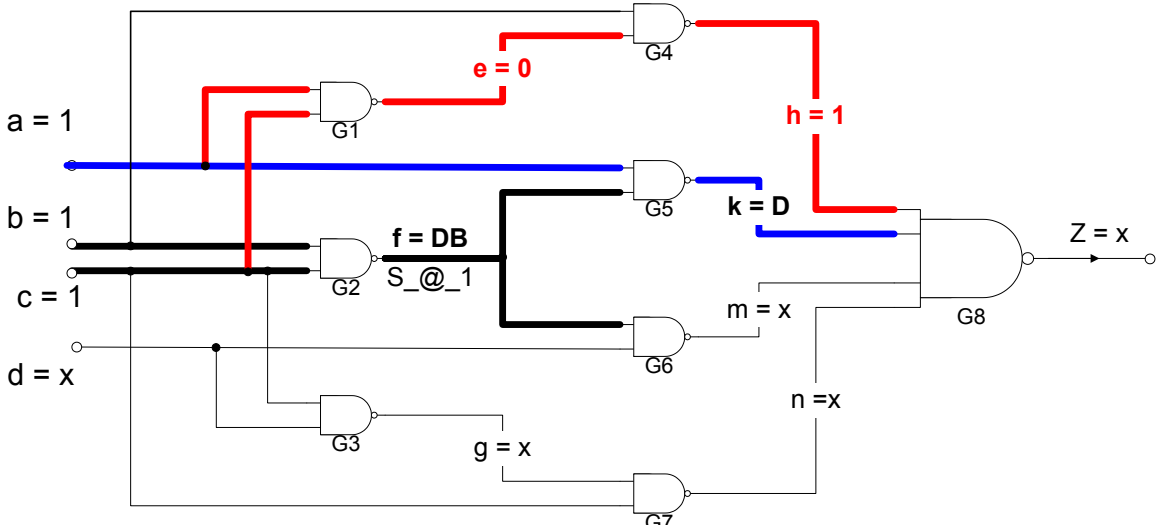 G4
e = 0
G1
a = 1
h = 1
G5
b = 1
k = D
f = DB
S_@_1
G2
Z = x
c = 1
m = x
G8
G6
d = x
n =x
G3
g = x
G7